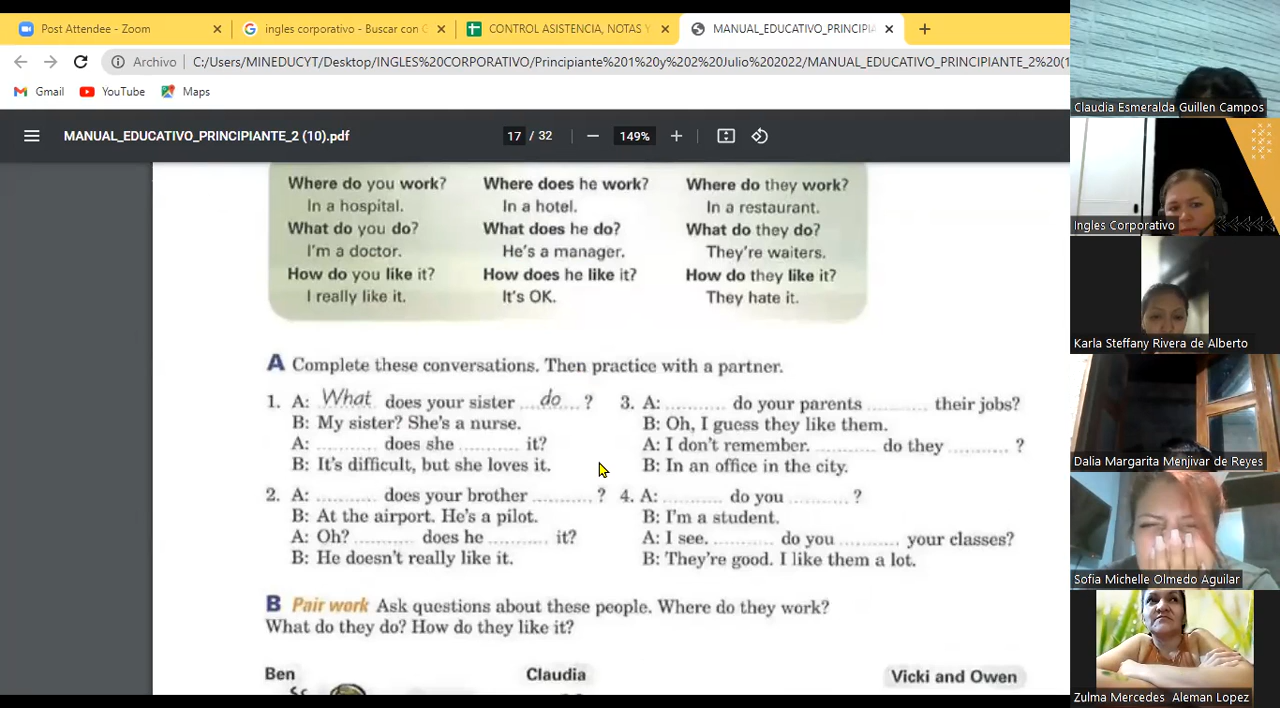 Post Attendee - Zoom
ingles corporativo - Buscar con G
CONTROL ASISTENCIA, NOTAS Y
MANUAL_EDUCATIVO_PRINCIPIA
Archivo
C:/Users/MINEDUCYT/Desktop/INGLES%20CORPORATIVO/Principiante%201%20y%202%20Julio%202022/MANUAL_EDUCATIVO_PRINCIPIANTE_2%20(1
Gmail YouTube Maps
MANUAL_EDUCATIVO_PRINCIPIANTE_2 (10).pdf
17 / 32
149%
Where do you work? Where does he work? Where do they work?
In a hospital. In a hotel. In a restaurant.
What do you do? What does he do? What do they do?
I'm a doctor. He's a manager. They're waiters.
How do you like it? How does he like it? How do they like it?
I really like it. It's OK. They hate it.
A Complete these conversations. Then practice with a partner.
1. A: What does your sister do ?
B: My sister? She's a nurse.
A: .......... does she .......... it?
B: It's difficult, but she loves it.
2. A: .......... does your brother .......... ?
B: At the airport. He's a pilot.
A: Oh? .......... does he .......... it?
B: He doesn't really like it.
3. A: .......... do your parents .......... their jobs?
B: Oh, I guess they like them.
A: I don't remember. .......... do they .......... ?
B: In an office in the city.
4. A: .......... do you .......... ?
B: I'm a student.
A: I see. .......... do you .......... your classes?
B: They're good. I like them a lot.
B Pair work Ask questions about these people. Where do they work?
What do they do? How do they like it?
Ben Claudia Vicki and Owen
Claudia Esmeralda Guillen Campos
Ingles Corporativo
Karla Steffany Rivera de Alberto
Dalia Margarita Menjivar de Reyes
Sofia Michelle Olmedo Aguilar
Zulma Mercedes Aleman Lopez